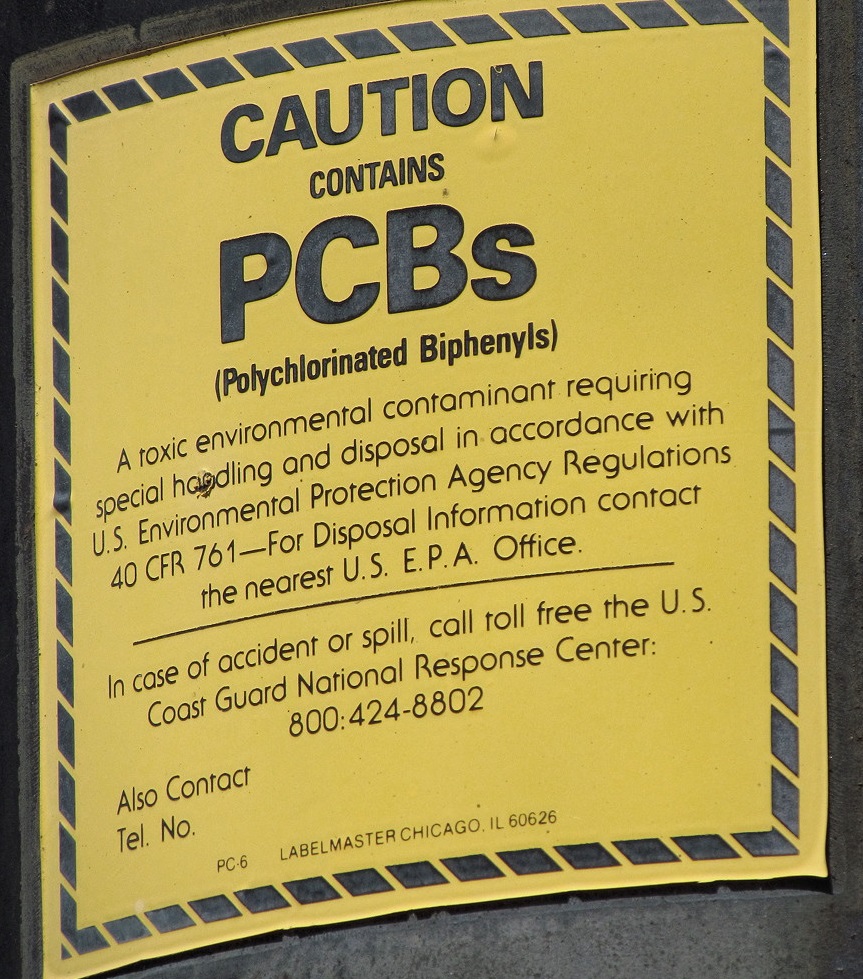 CAUTION
CONTAINS
PCBs
(Polychlorinated Biphenyls)
A toxic environmental contaminant requiring
special handling and disposal in accordance with
U.S. Environmental Protection Agency Regulations
40 CFR 761—For Disposal Information contact
the nearest U.S. E.P.A. Office.
In case of accident or spill, call toll free the U.S.
Coast Guard National Response Center:
800:424-8802
Also Contact
Tel. No.
PC-6 LABELMASTER CHICAGO, IL 60626